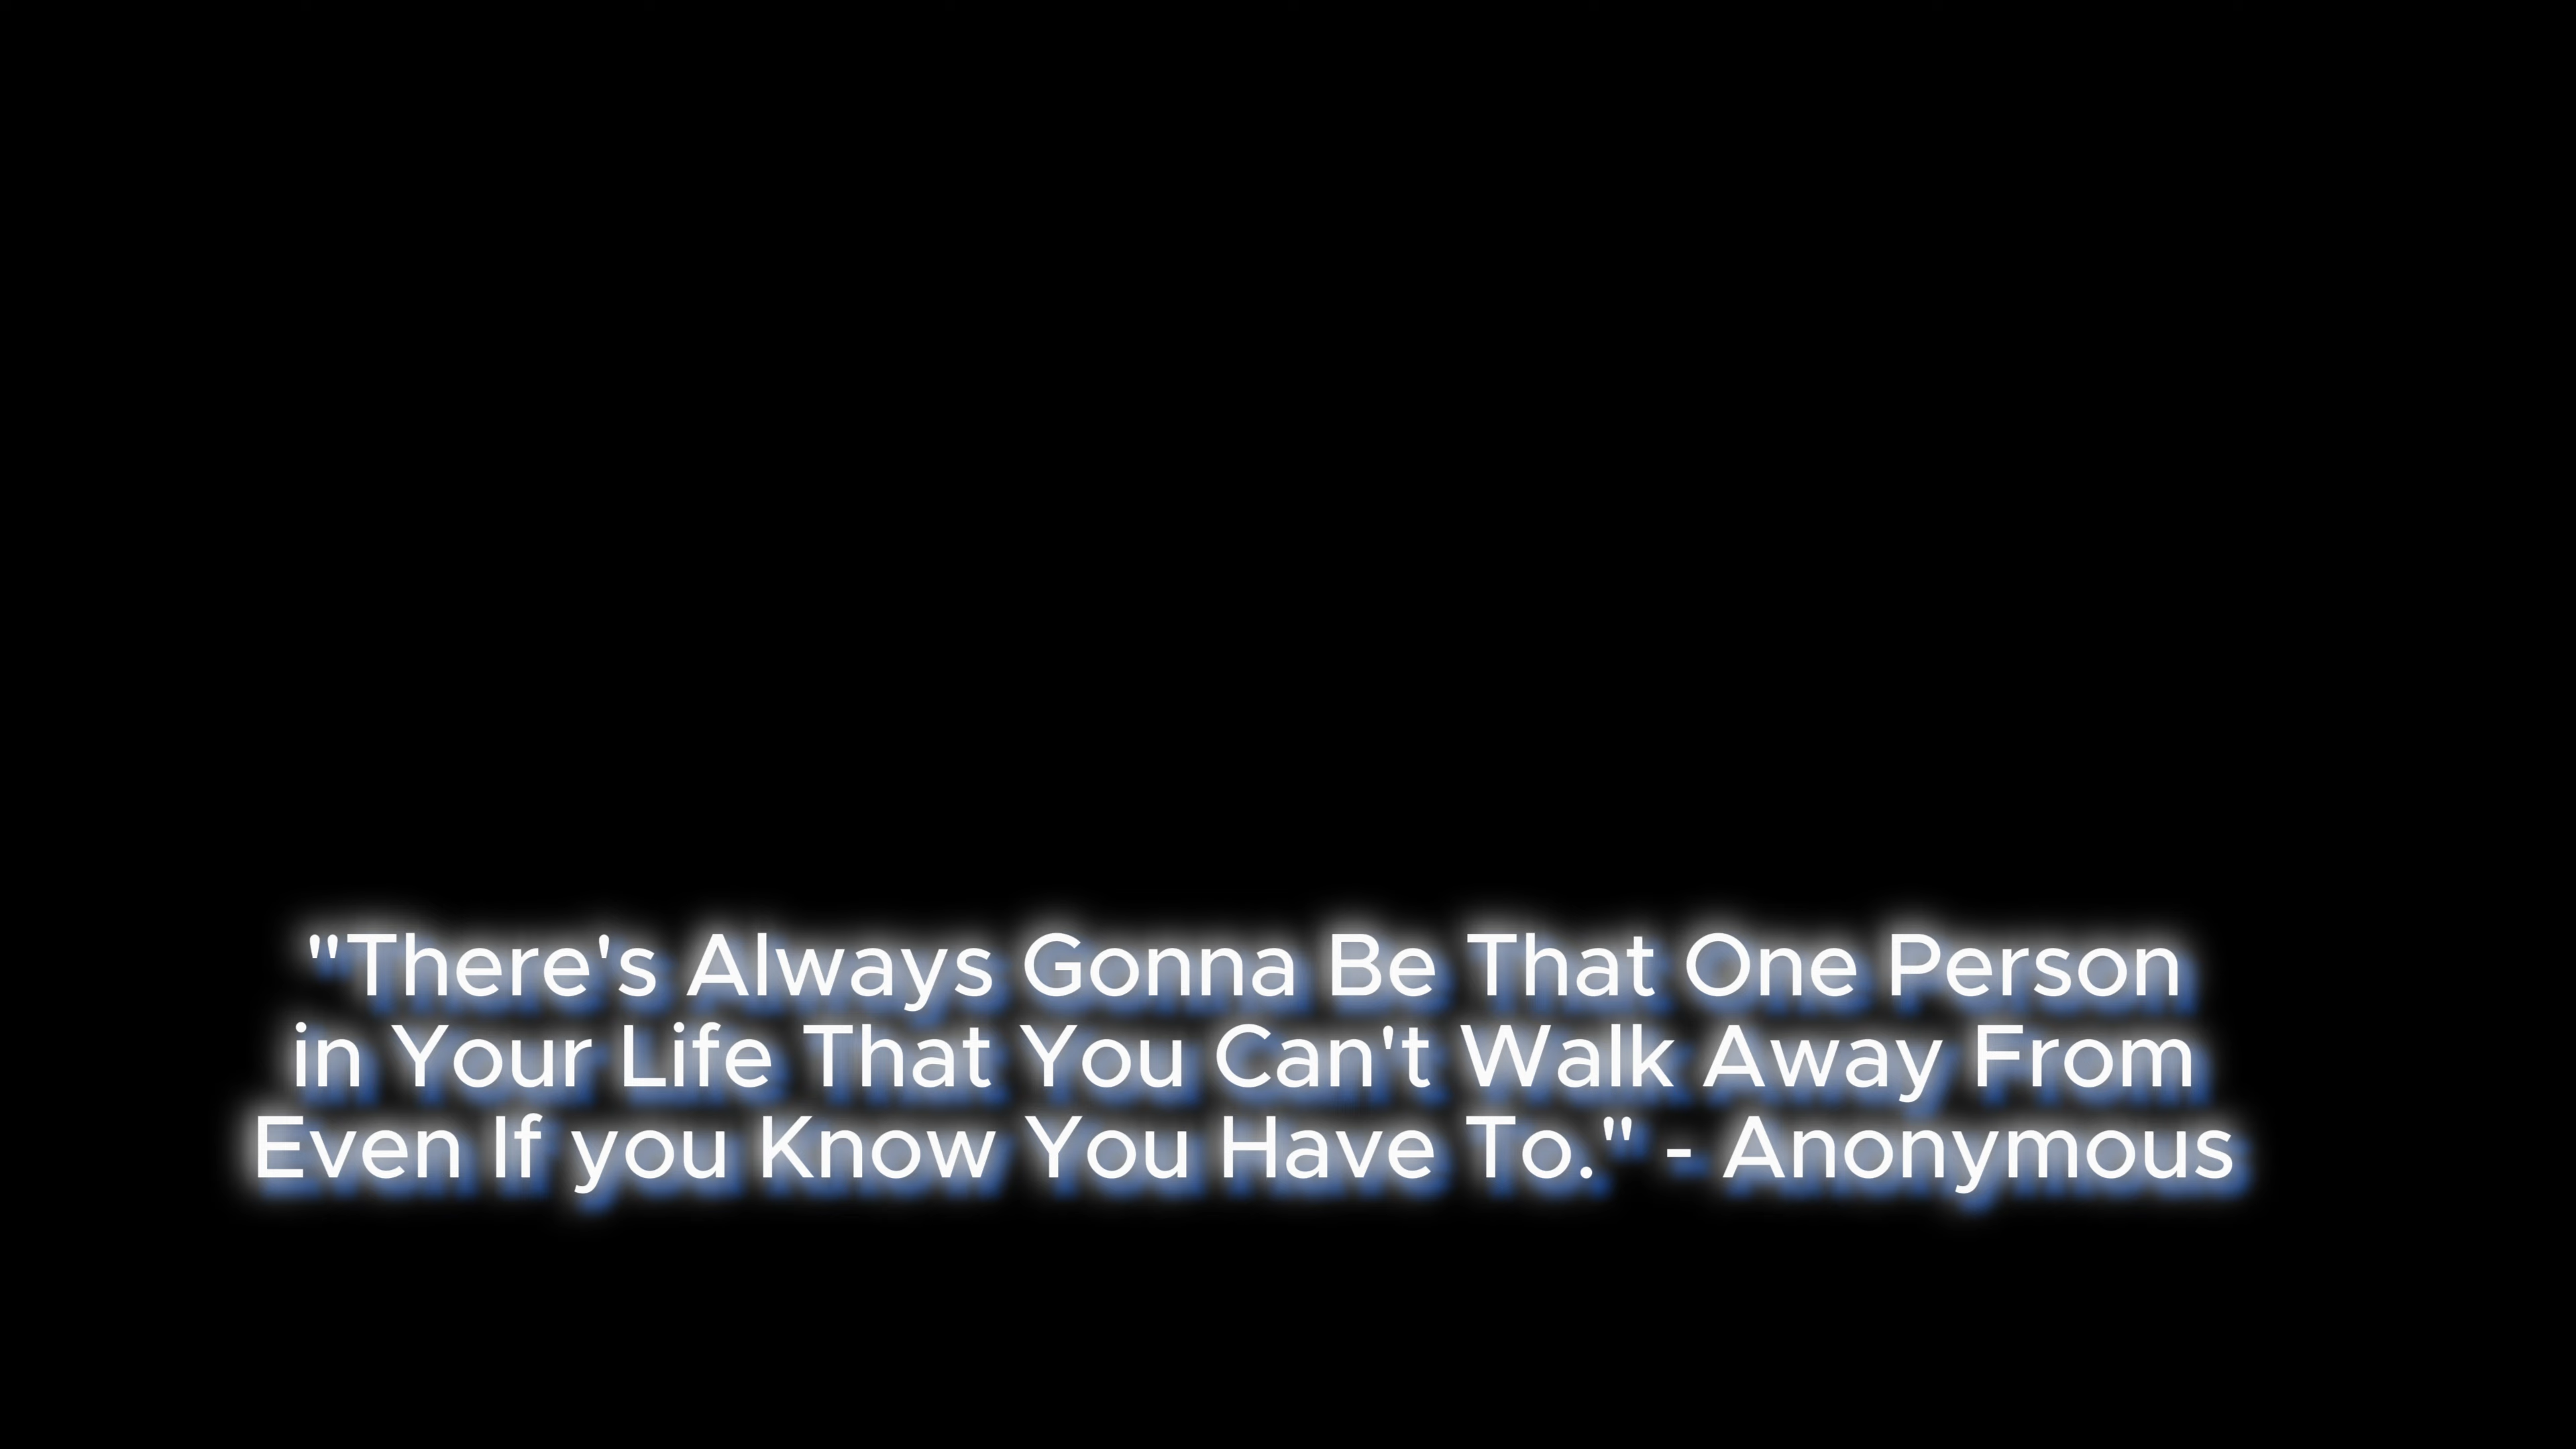 "There's Always Gonna Be That One Person
in Your Life That You Can't Walk Away From
Even If you Know You Have To." - Anonymous